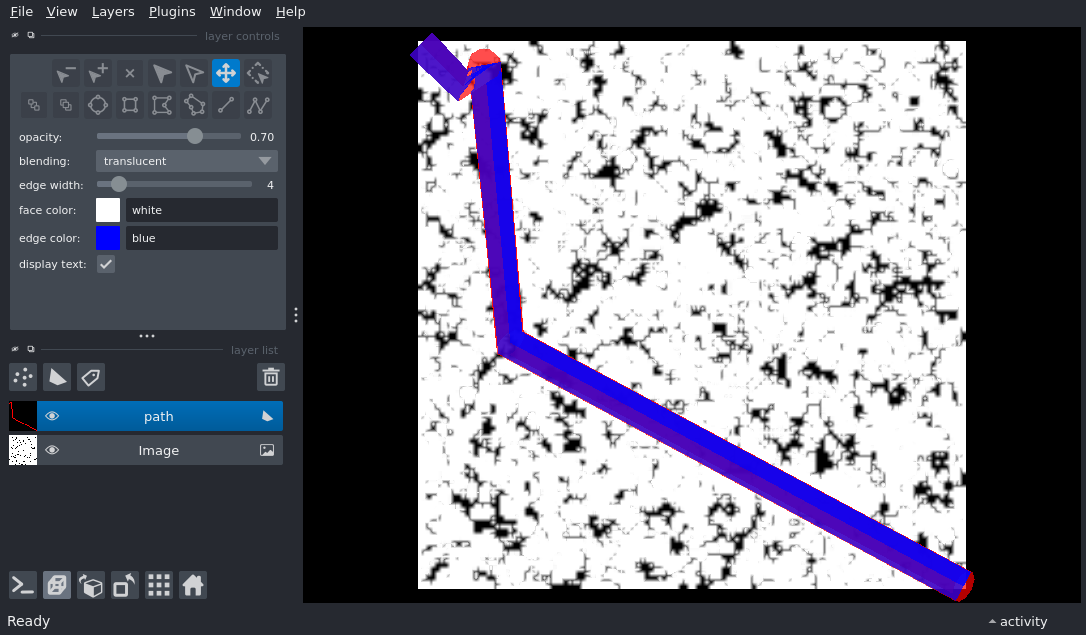 File View Layers Plugins Window Help
layer controls
opacity: 0.70
blending: translucent
edge width: 4
face color: white
edge color: blue
display text:
layer list
path
Image
Ready
activity